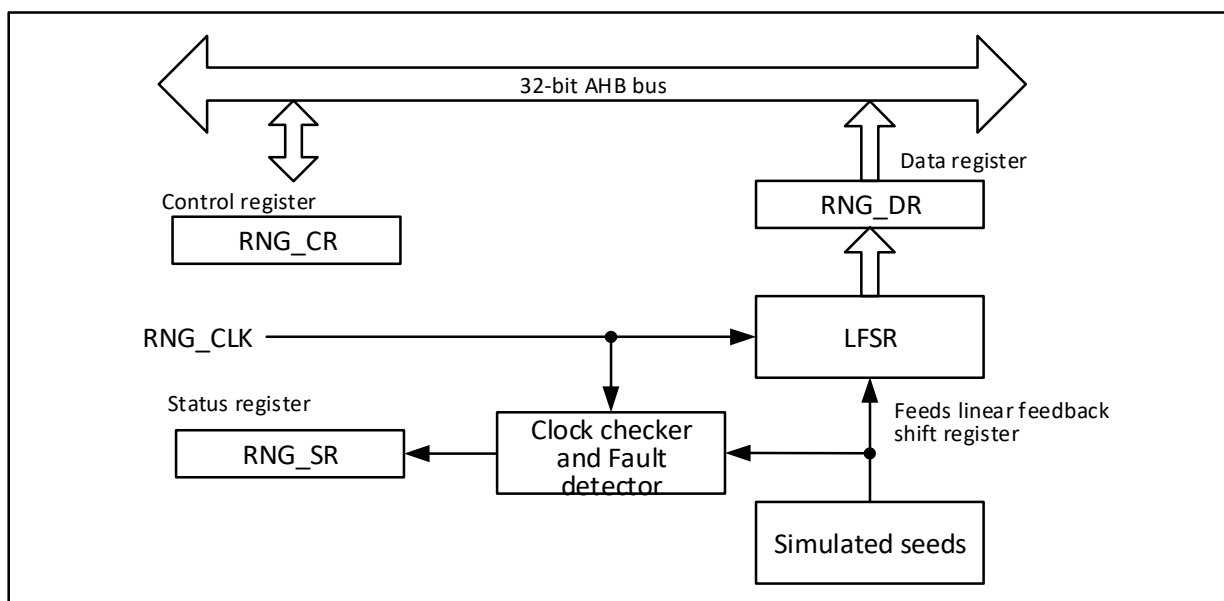 32-bit AHB bus
Data register
Control register
RNG_DR
RNG_CR
RNG_CLK
LFSR
Status register
Feeds linear feedback
shift register
RNG_SR
Clock checker
and Fault
detector
Simulated seeds